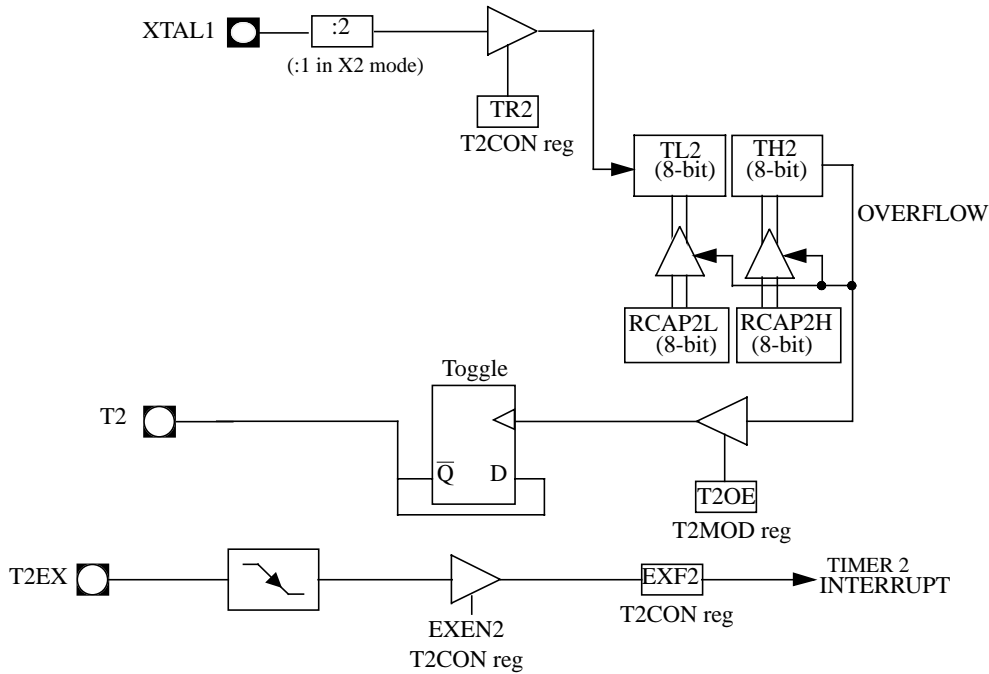 XTAL1
:2
(:1 in X2 mode)
TR2
T2CON reg
TL2
(8-bit)
TH2
(8-bit)
OVERFLOW
RCAP2L
(8-bit)
RCAP2H
(8-bit)
Toggle
T2
Q̅ D
T2OE
T2MOD reg
T2EX
EXEN2
T2CON reg
EXF2
T2CON reg
TIMER 2
INTERRUPT